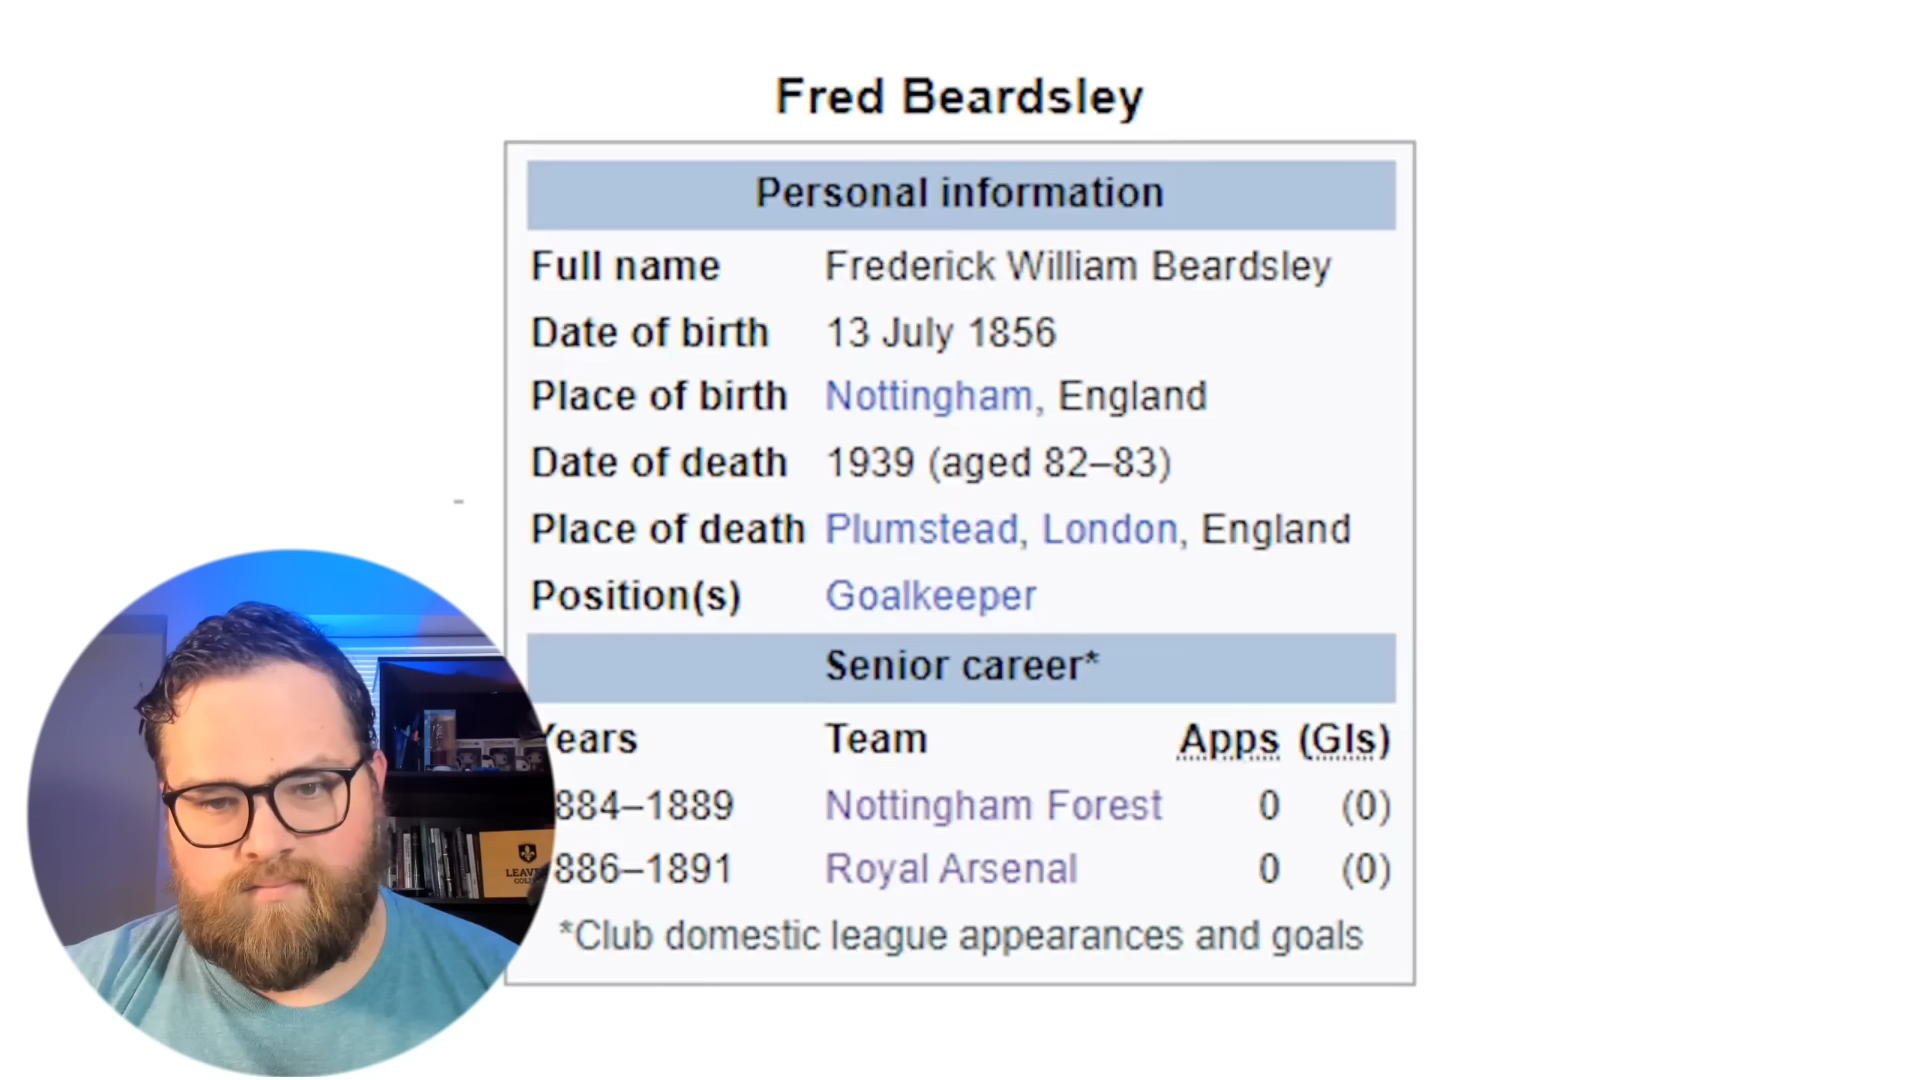 Fred Beardsley
Personal information
Full name Frederick William Beardsley
Date of birth 13 July 1856
Place of birth Nottingham, England
Date of death 1939 (aged 82–83)
Place of death Plumstead, London, England
Position(s) Goalkeeper
Senior career*
Years Team Apps (Gls)
884–1889 Nottingham Forest 0 (0)
886–1891 Royal Arsenal 0 (0)
*Club domestic league appearances and goals